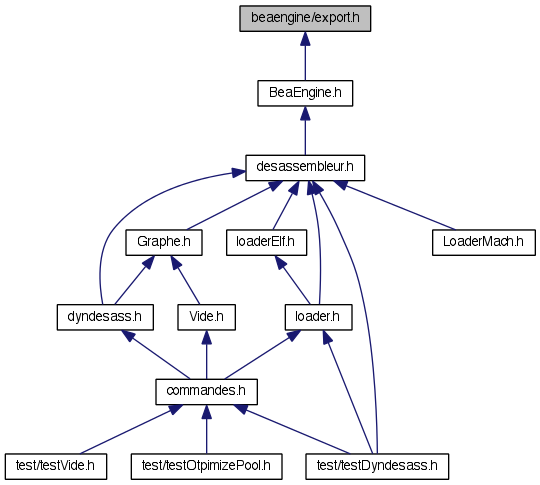 beaengine/export.h
BeaEngine.h
desassembleur.h
Graphe.h
loaderElf.h
LoaderMach.h
dyndesass.h
Vide.h
loader.h
commandes.h
test/testVide.h
test/testOtpimizePool.h
test/testDyndesass.h